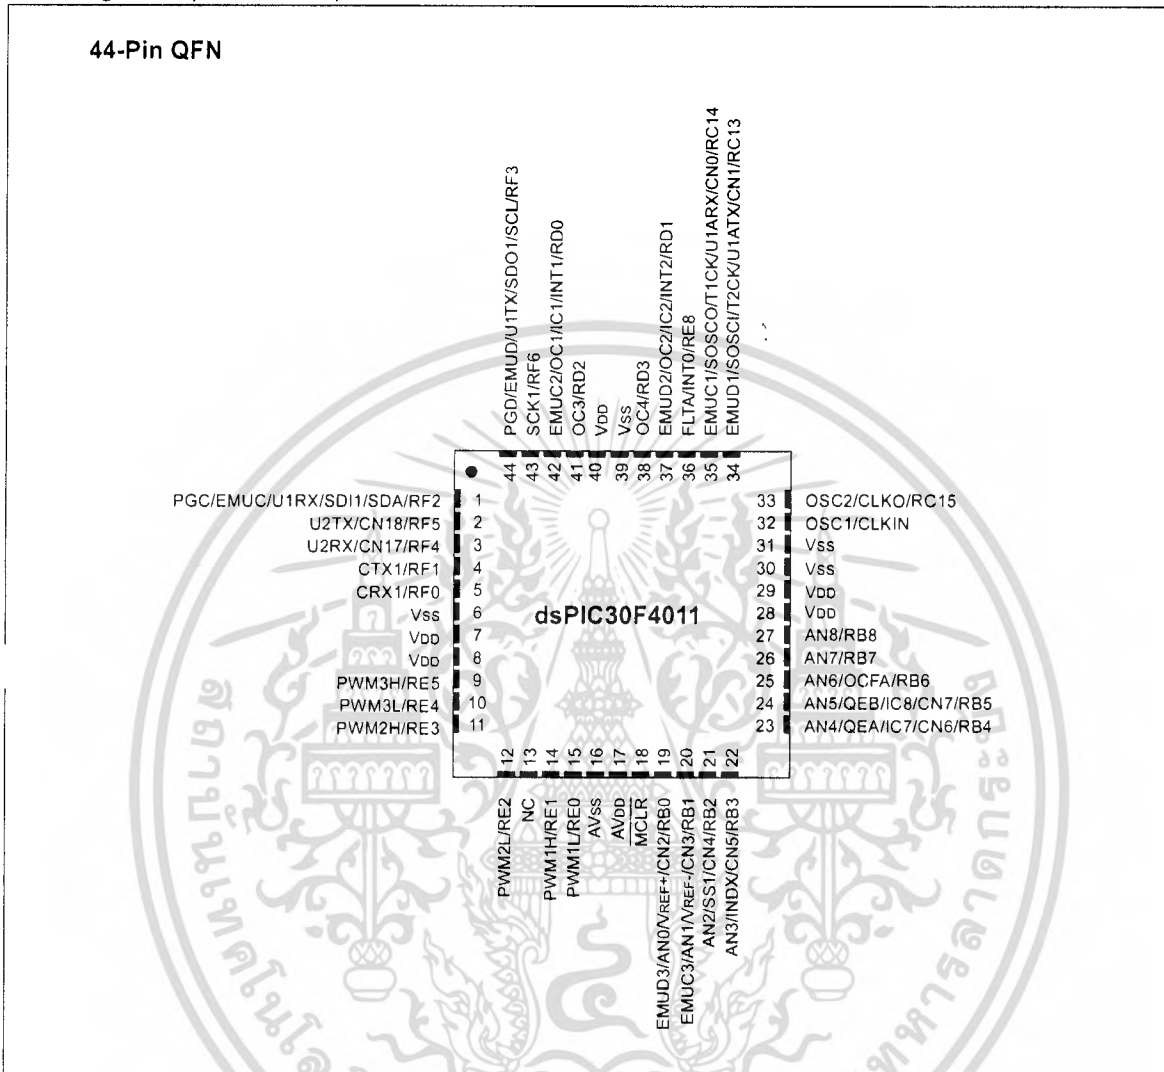 44-Pin QFN
PGD/EMUD/U1TX/SDO1/SCL/RF3
SCK1/RF6
EMUC2/OC1/IC1/INT1/RD0
OC3/RD2
VDD
VSS
OC4/RD3
EMUD2/OC2/IC2/INT2/RD1
FLTA/INT0/RE8
EMUC1/SOSCO/T1CK/U1ARX/CN0/RC14
EMUD1/SOSCI/T2CK/U1ATX/CN1/RC13
44 43 42 41 40 39 38 37 36 35 34
PGC/EMUC/U1RX/SDI1/SDA/RF2 1
U2TX/CN18/RF5 2
U2RX/CN17/RF4 3
CTX1/RF1 4
CRX1/RF0 5
VSS 6
VDD 7
VDD 8
PWM3H/RE5 9
PWM3L/RE4 10
PWM2H/RE3 11
dsPIC30F4011
33 OSC2/CLKO/RC15
32 OSC1/CLKIN
31 VSS
30 VSS
29 VDD
28 VDD
27 AN8/RB8
26 AN7/RB7
25 AN6/OCFA/RB6
24 AN5/QEB/IC8/CN7/RB5
23 AN4/QEA/IC7/CN6/RB4
12 13 14 15 16 17 18 19 20 21 22
PWM2L/RE2
NC
PWM1H/RE1
PWM1L/RE0
AVSS
AVDD
MCLR
EMUD3/AN0/VREF+/CN2/RB0
EMUC3/AN1/VREF-/CN3/RB1
AN2/SS1/CN4/RB2
AN3/INDX/CN5/RB3